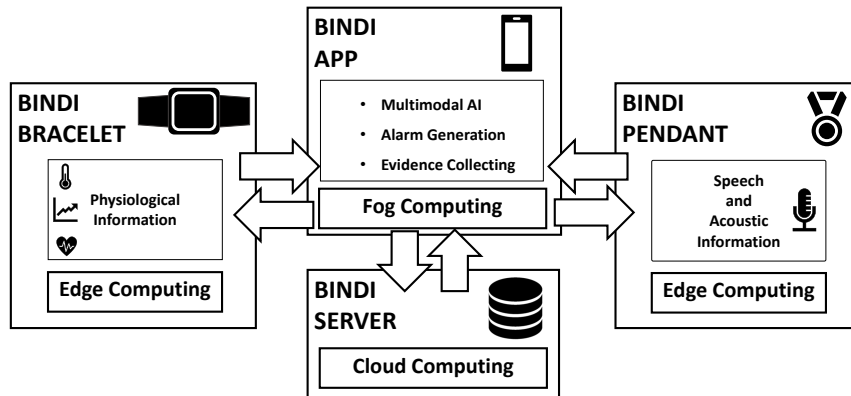 BINDI
BRACELET
Physiological
Information
Edge Computing
BINDI
APP
• Multimodal AI
• Alarm Generation
• Evidence Collecting
Fog Computing
BINDI
PENDANT
Speech
and
Acoustic
Information
Edge Computing
BINDI
SERVER
Cloud Computing